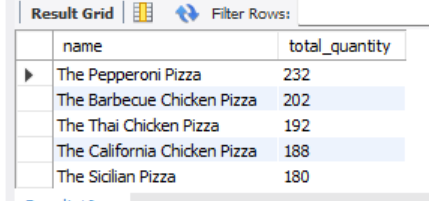 Result Grid Filter Rows:
name total_quantity
The Pepperoni Pizza 232
The Barbecue Chicken Pizza 202
The Thai Chicken Pizza 192
The California Chicken Pizza 188
The Sicilian Pizza 180